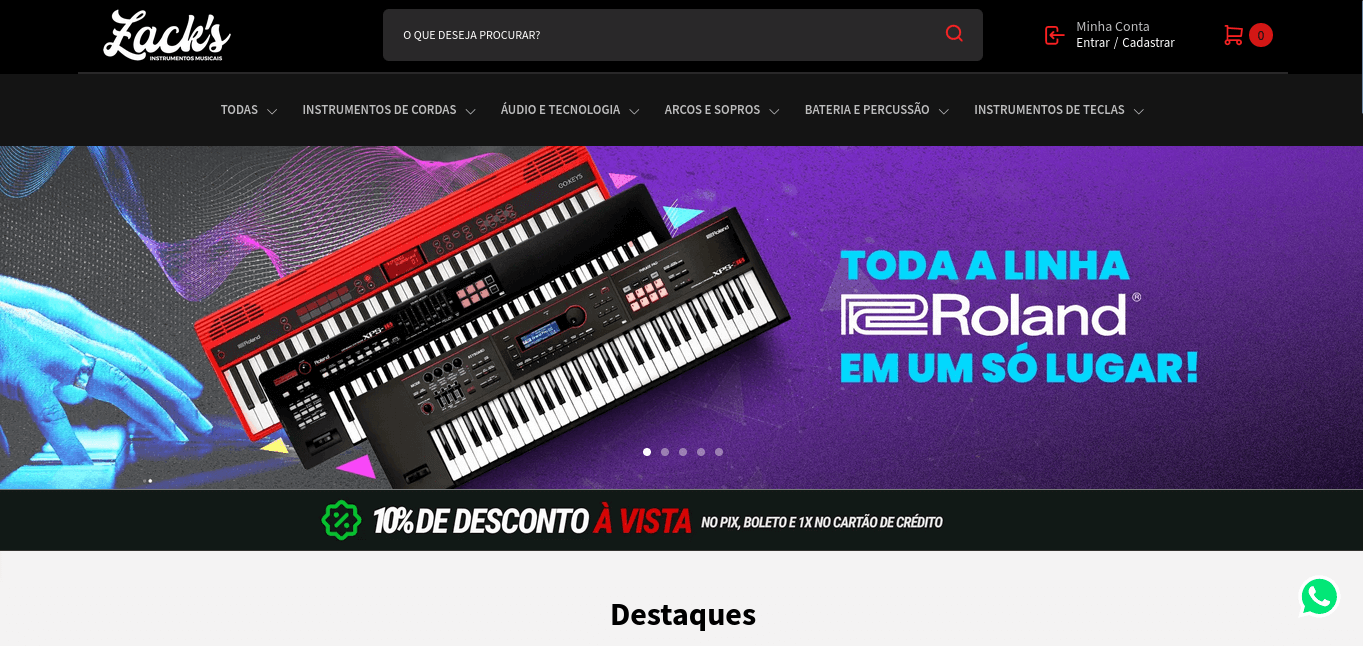 Zack's
INSTRUMENTOS MUSICAIS
O QUE DESEJA PROCURAR?
Minha Conta
Entrar / Cadastrar
0
TODAS
INSTRUMENTOS DE CORDAS
ÁUDIO E TECNOLOGIA
ARCOS E SOPROS
BATERIA E PERCUSSÃO
INSTRUMENTOS DE TECLAS
GO:KEYS
Roland
XPS-10
Roland
Roland
XPS-30
TODA A LINHA
Roland®
EM UM SÓ LUGAR!
10% DE DESCONTO À VISTA NO PIX, BOLETO E 1X NO CARTÃO DE CRÉDITO
Destaques